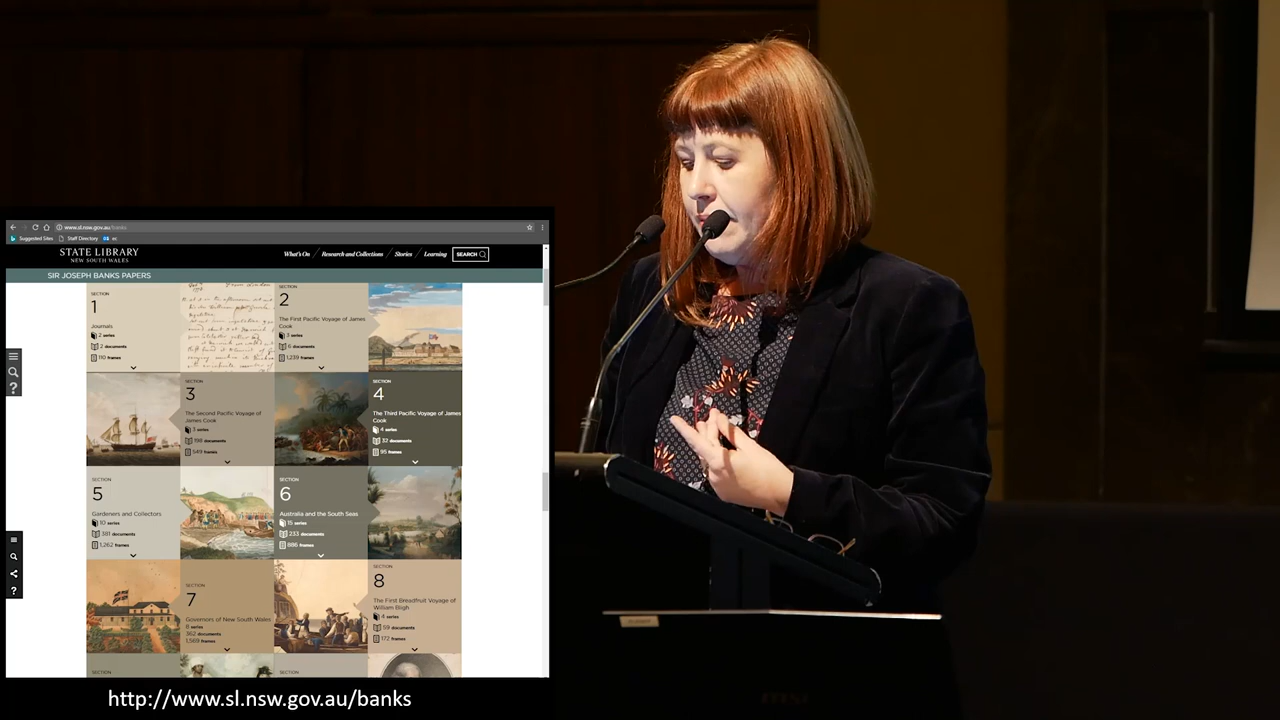 www.sl.nsw.gov.au/banks
Suggested Sites
Staff Directory
STATE LIBRARY
NEW SOUTH WALES
What's On
Research and Collections
Stories
Learning
SEARCH
SIR JOSEPH BANKS PAPERS
SECTION
1
Journals
2 series
2 documents
110 frames
SECTION
2
The First Pacific Voyage of James
Cook
3 series
6 documents
1,239 frames
SECTION
3
The Second Pacific Voyage of
James Cook
3 series
198 documents
549 frames
SECTION
4
The Third Pacific Voyage of James
Cook
4 series
32 documents
95 frames
SECTION
5
Gardeners and Collectors
10 series
381 documents
1,262 frames
SECTION
6
Australia and the South Seas
15 series
233 documents
886 frames
SECTION
7
Governors of New South Wales
8 series
362 documents
1,569 frames
SECTION
8
The First Breadfruit Voyage of
William Bligh
4 series
59 documents
172 frames
SECTION
SECTION
http://www.sl.nsw.gov.au/banks